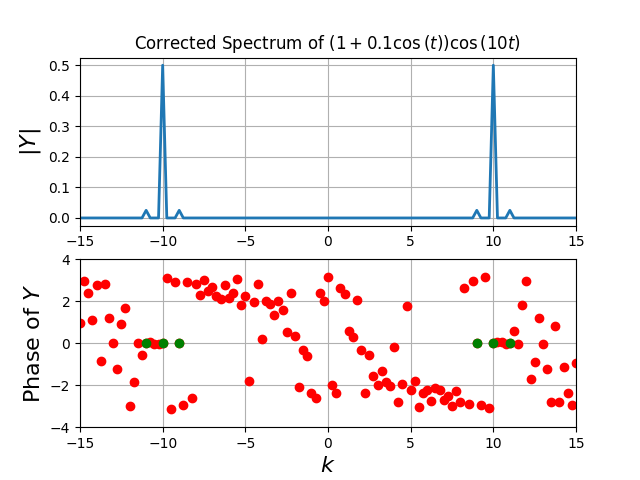 Corrected Spectrum of (1 + 0.1cos (t))cos (10t)
|Y|
0.5
0.4
0.3
0.2
0.1
0.0
−15 −10 −5 0 5 10 15
Phase of Y
4
2
0
−2
−4
−15 −10 −5 0 5 10 15
k